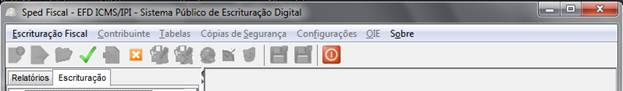 Sped Fiscal - EFD ICMS/IPI - Sistema Público de Escrituração Digital
Escrituração Fiscal Contribuinte Tabelas Cópias de Segurança Configurações OIE Sobre
Relatórios Escrituração